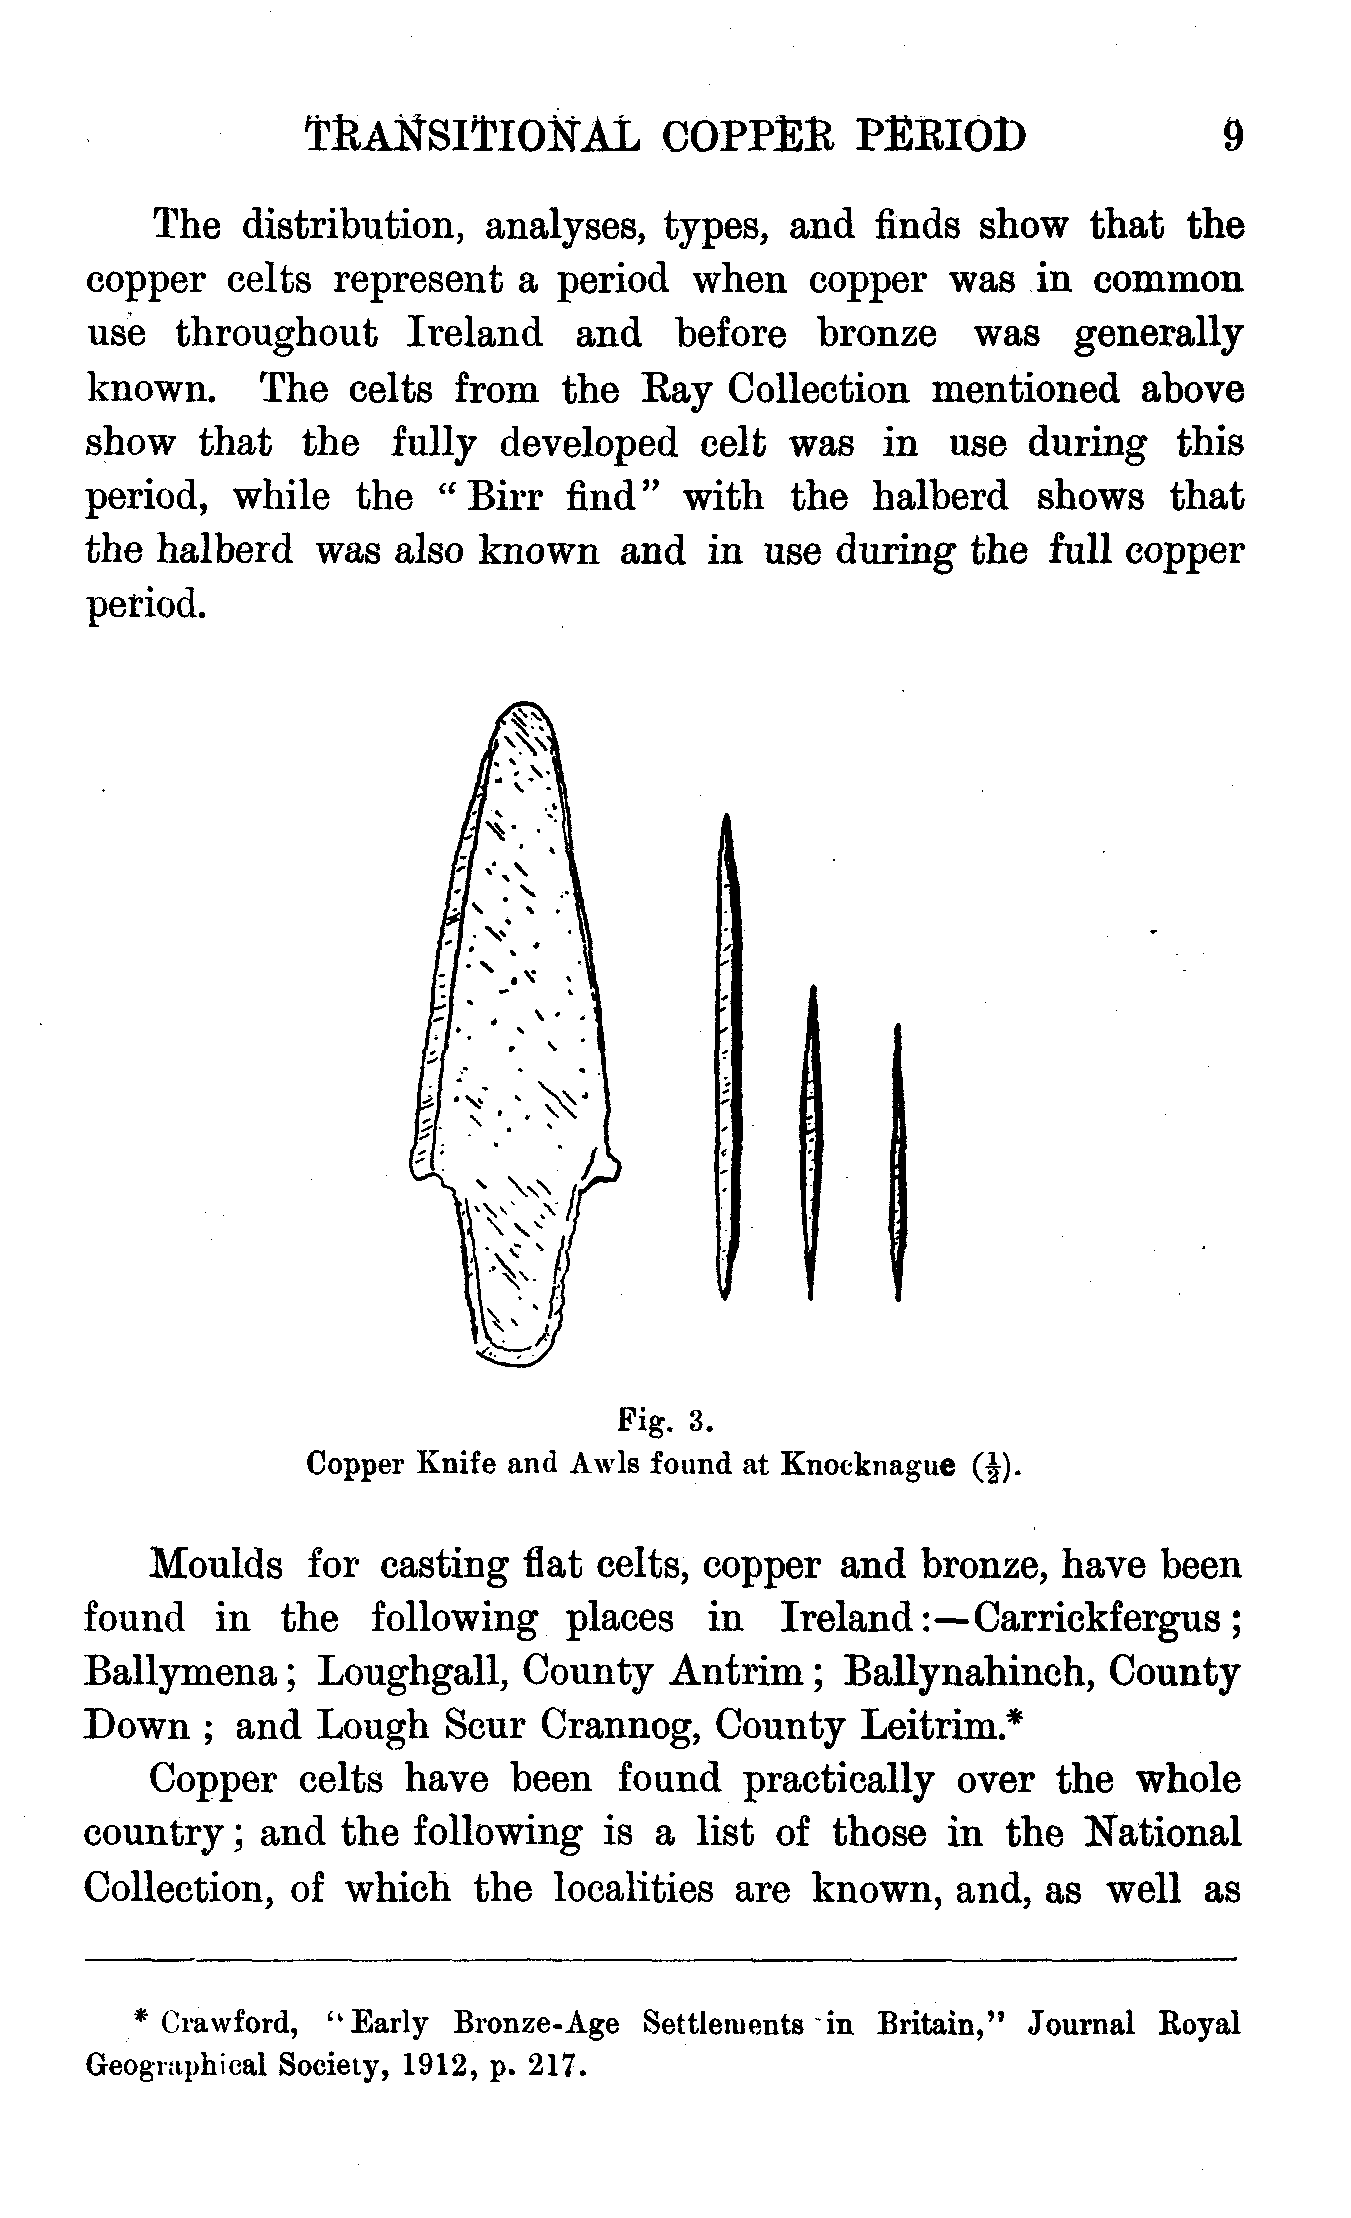 TRANSITIONAL COPPER PERIOD 9
The distribution, analyses, types, and finds show that the
copper celts represent a period when copper was in common
use throughout Ireland and before bronze was generally
known. The celts from the Ray Collection mentioned above
show that the fully developed celt was in use during this
period, while the “Birr find” with the halberd shows that
the halberd was also known and in use during the full copper
period.
Fig. 3.
Copper Knife and Awls found at Knocknague (½).
Moulds for casting flat celts, copper and bronze, have been
found in the following places in Ireland:—Carrickfergus;
Ballymena; Loughgall, County Antrim; Ballynahinch, County
Down; and Lough Scur Crannog, County Leitrim.*
Copper celts have been found practically over the whole
country; and the following is a list of those in the National
Collection, of which the localities are known, and, as well as
* Crawford, “Early Bronze-Age Settlements in Britain,” Journal Royal
Geographical Society, 1912, p. 217.